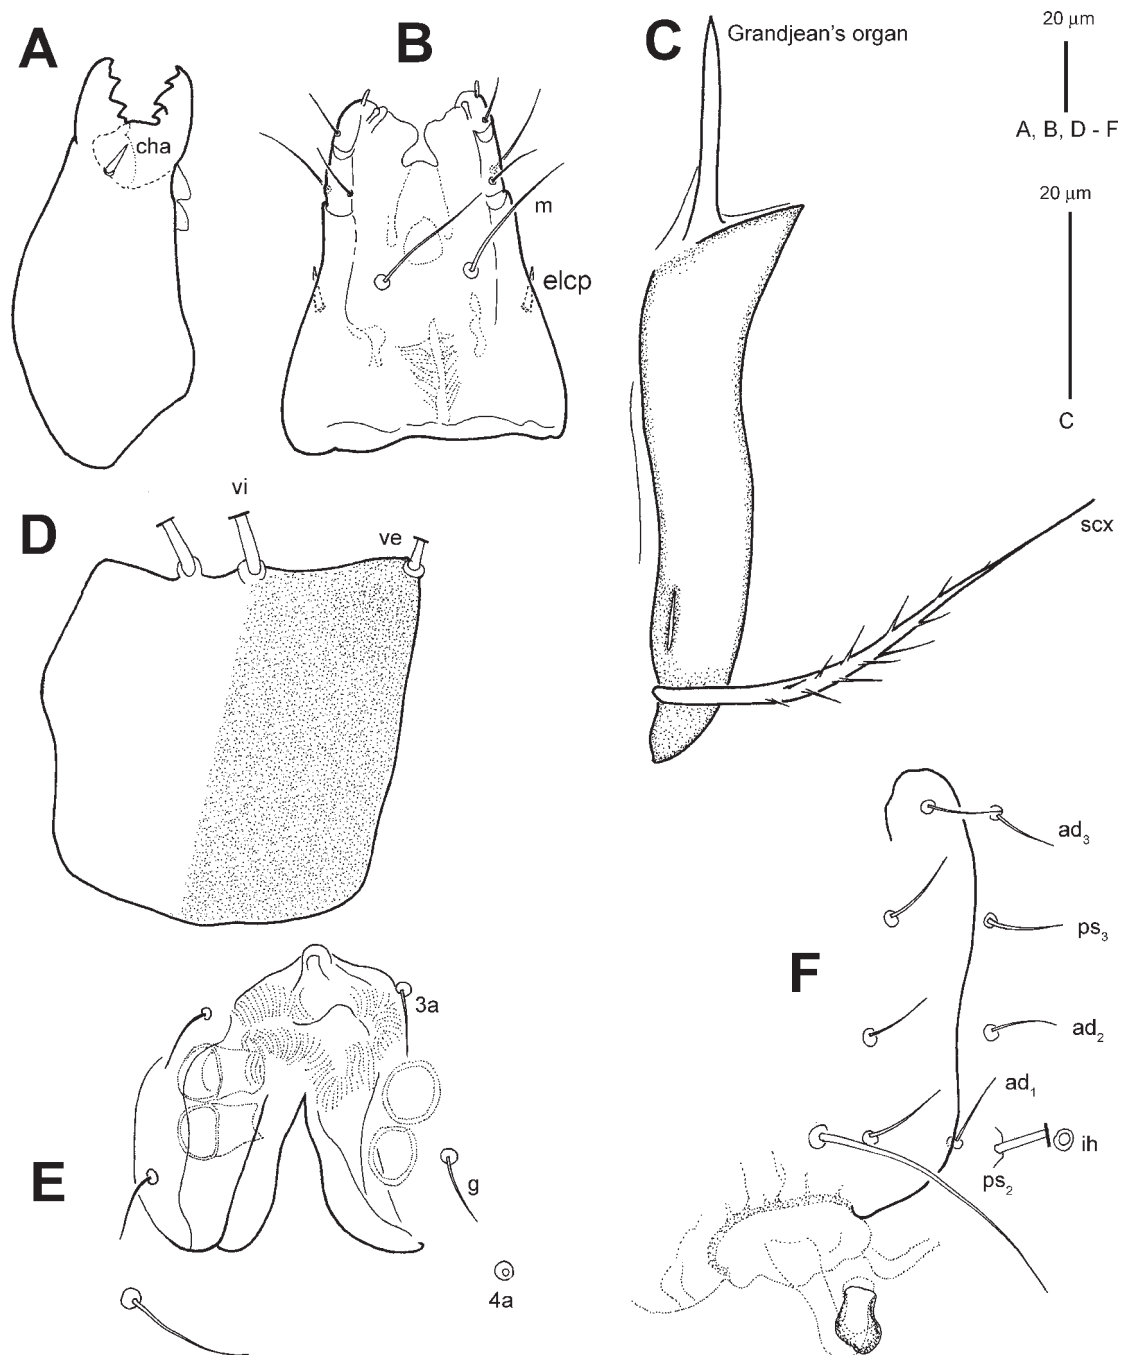 A
cha
B
m
elcp
C
Grandjean's organ
20 µm
A, B, D - F
20 µm
C
scx
D
vi
ve
E
3a
g
4a
F
ad3
ps3
ad2
ad1
ih
ps2